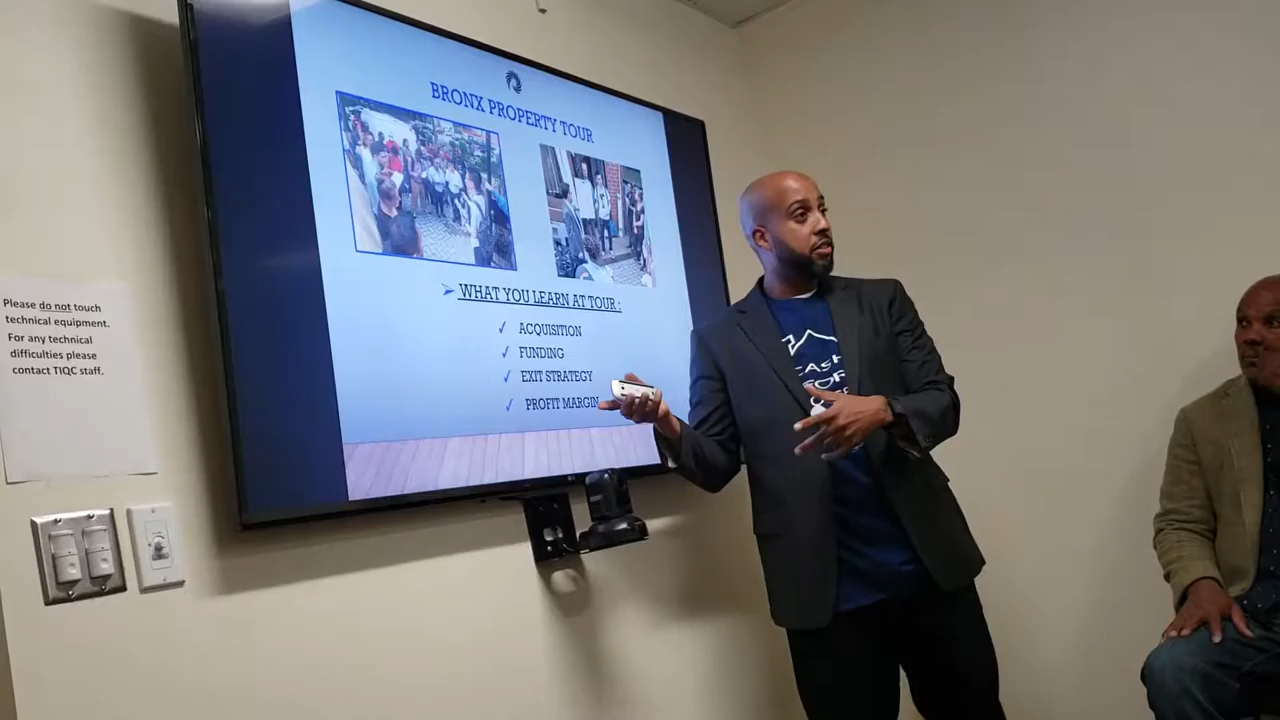 Please do not touch
technical equipment.
For any technical
difficulties please
contact TIQC staff.
BRONX PROPERTY TOUR
➢ WHAT YOU LEARN AT TOUR :
✓ ACQUISITION
✓ FUNDING
✓ EXIT STRATEGY
✓ PROFIT MARGIN
CASH
FOR